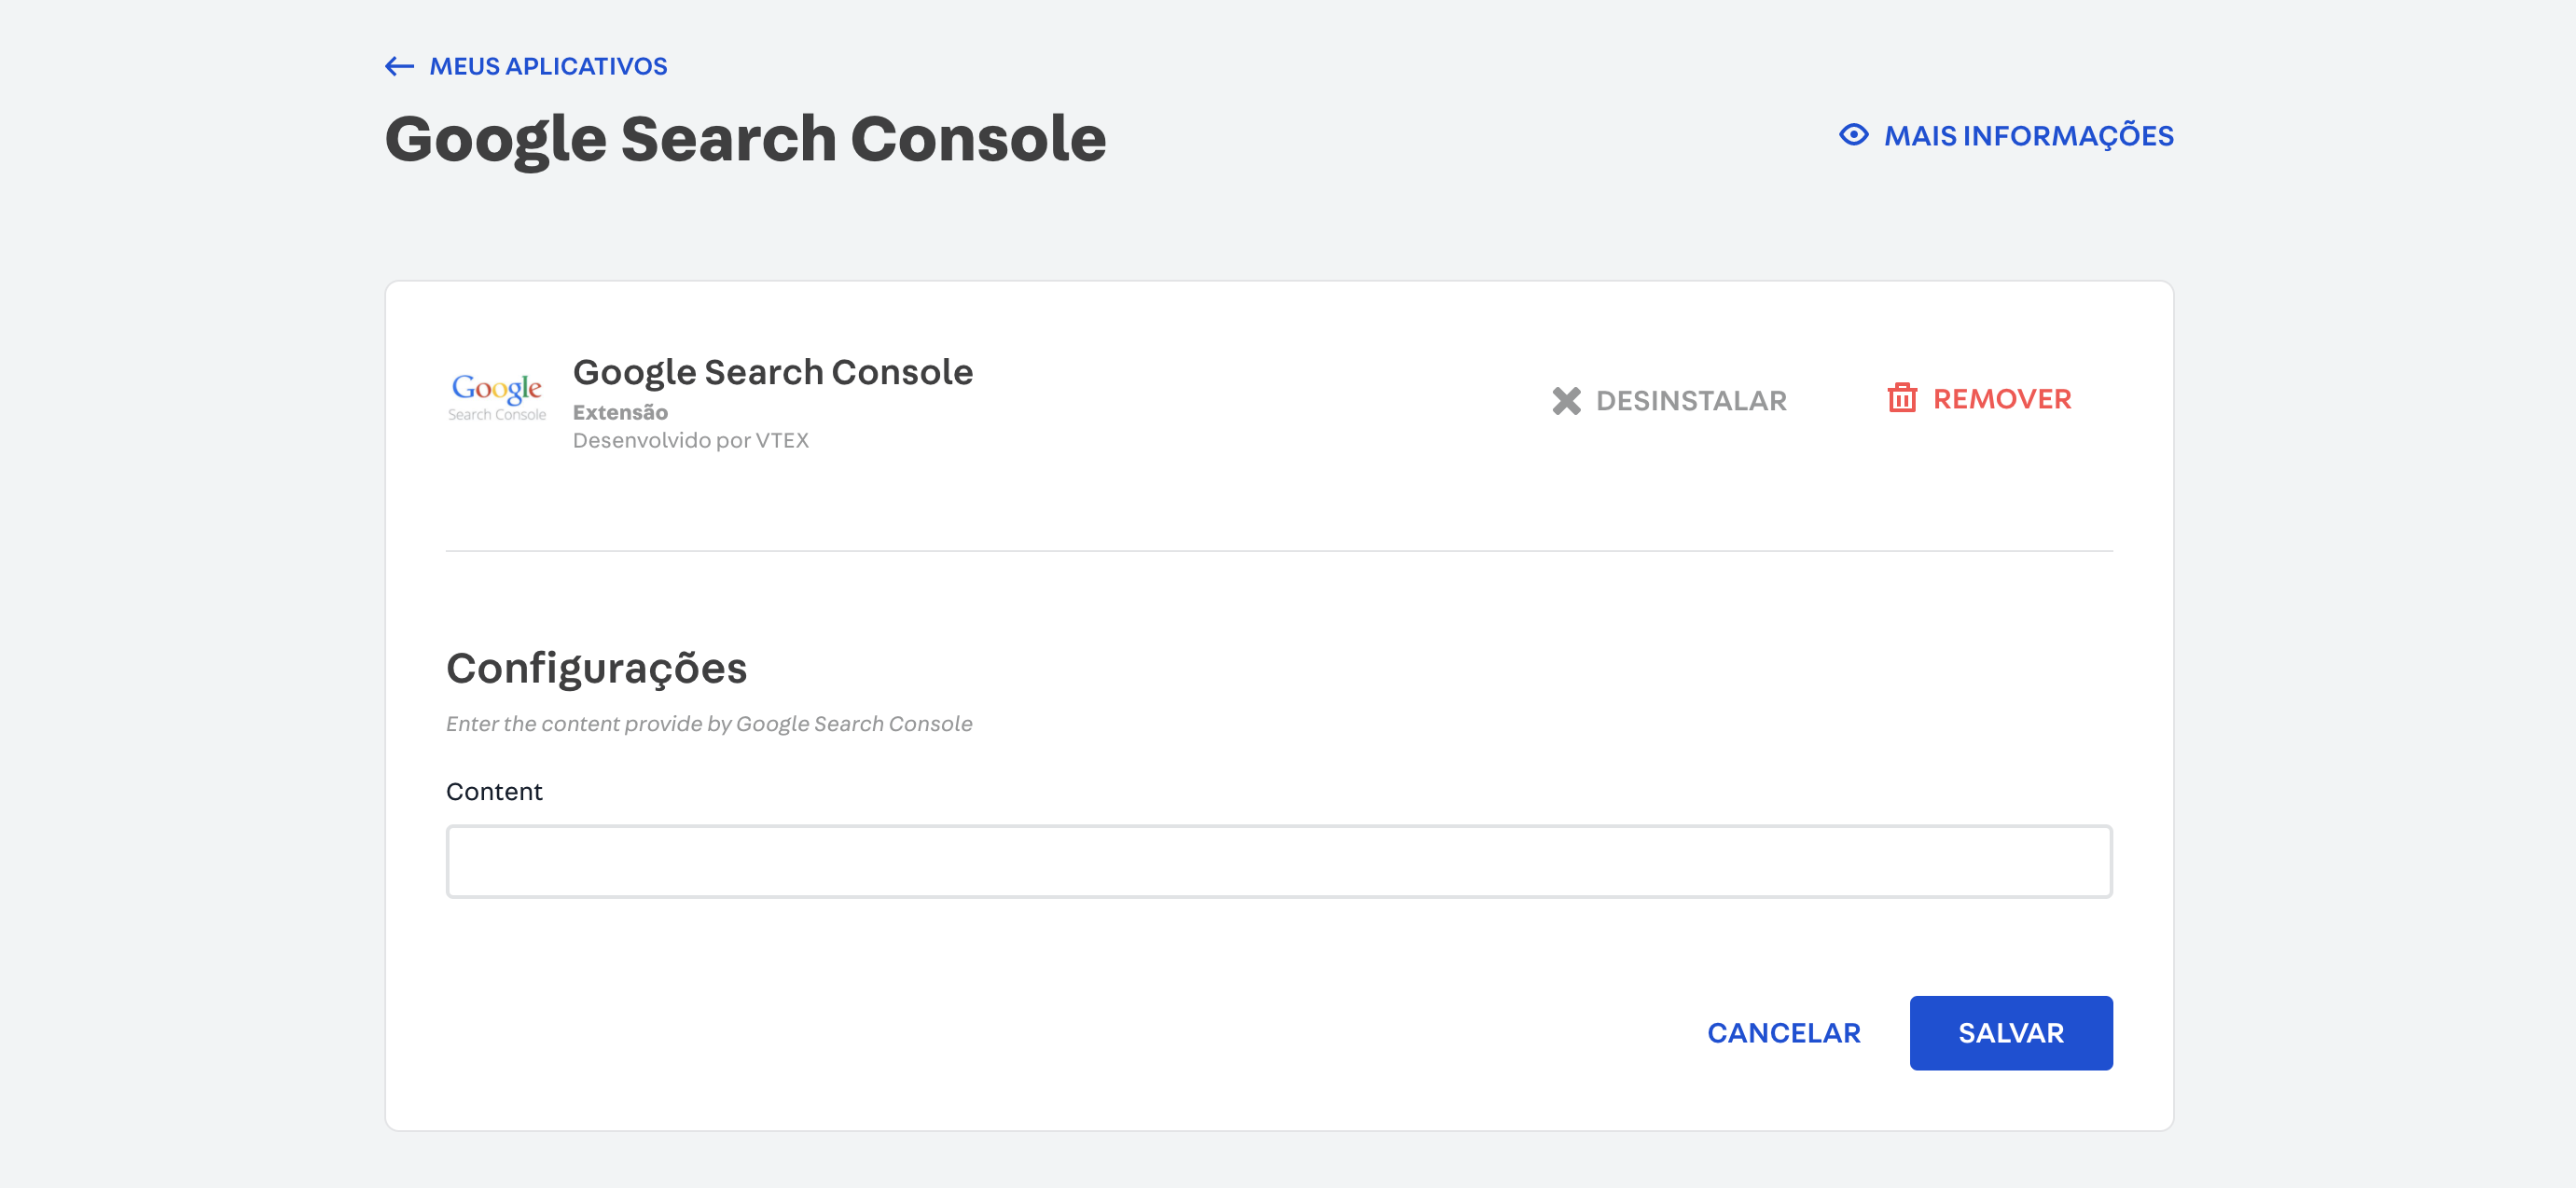 MEUS APLICATIVOS
Google Search Console
MAIS INFORMAÇÕES
Google
Search Console
Google Search Console
Extensão
Desenvolvido por VTEX
DESINSTALAR
REMOVER
Configurações
Enter the content provide by Google Search Console
Content
CANCELAR
SALVAR